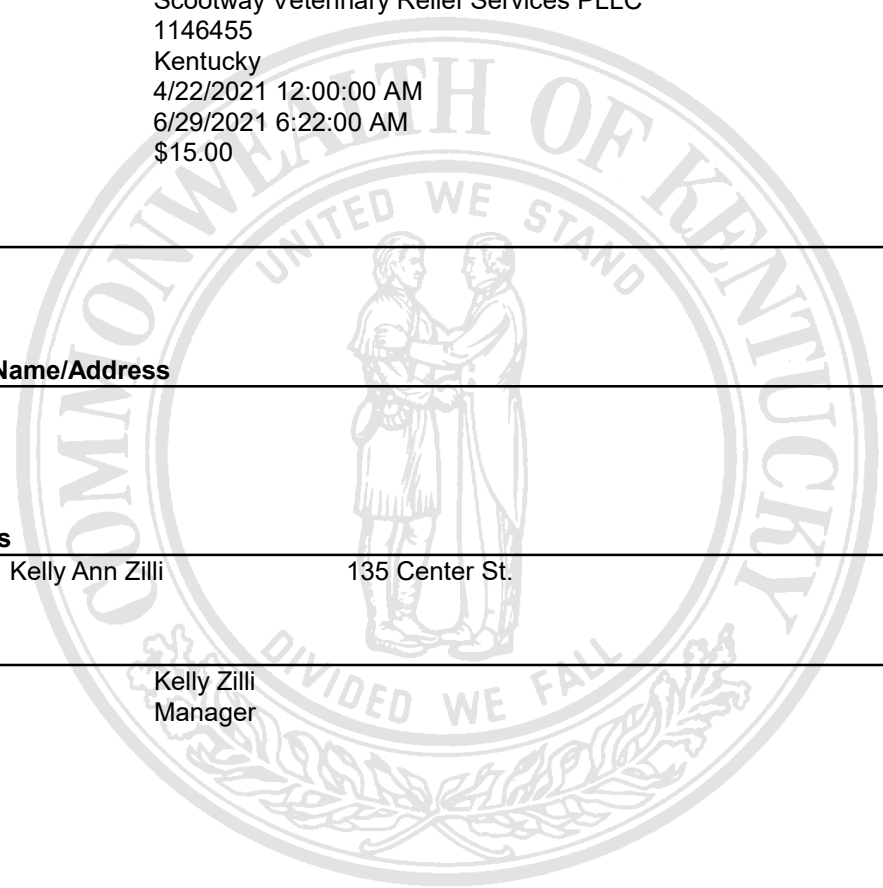 Scootway Veterinary Relief Services PLLC
1146455
Kentucky
4/22/2021 12:00:00 AM
6/29/2021 6:22:00 AM
$15.00
COMMONWEALTH OF KENTUCKY
UNITED WE STAND
Name/Address
s
Kelly Ann Zilli 135 Center St.
DIVIDED WE FALL
Kelly Zilli
Manager